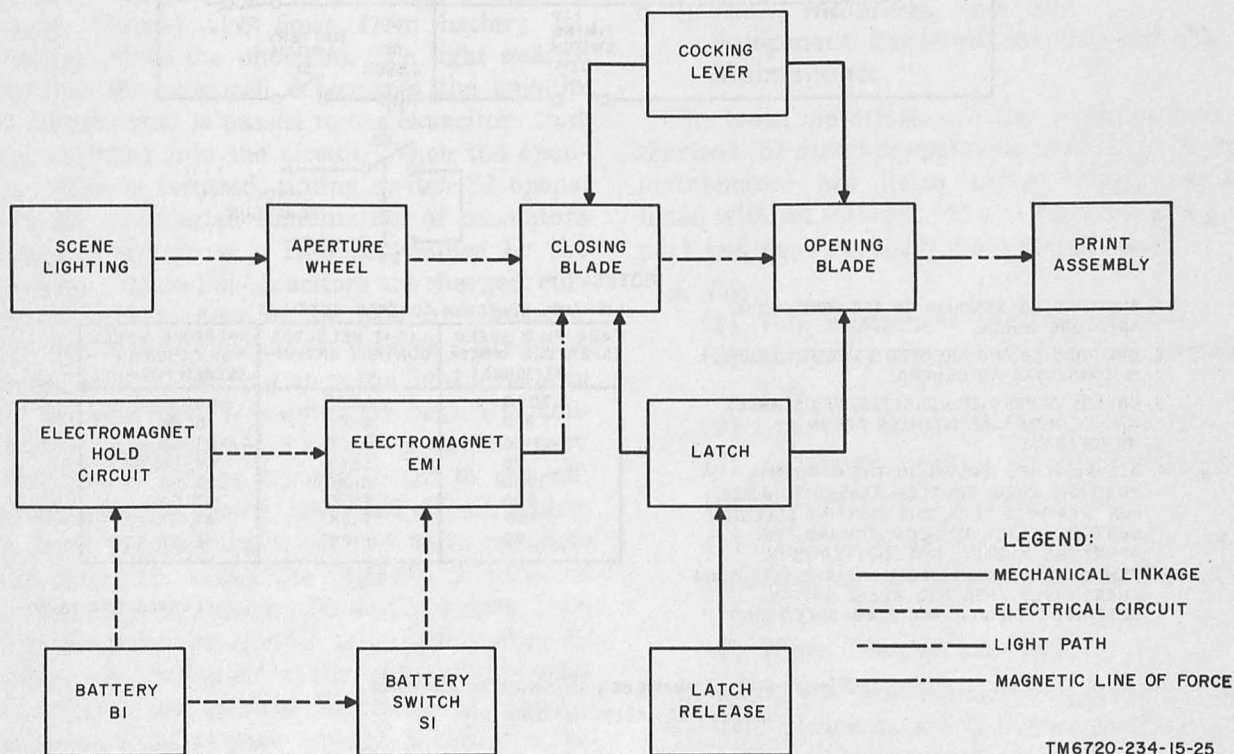 COCKING
LEVER
SCENE
LIGHTING
APERTURE
WHEEL
CLOSING
BLADE
OPENING
BLADE
PRINT
ASSEMBLY
ELECTROMAGNET
HOLD
CIRCUIT
ELECTROMAGNET
EMI
LATCH
BATTERY
BI
BATTERY
SWITCH
SI
LATCH
RELEASE
LEGEND:
MECHANICAL LINKAGE
ELECTRICAL CIRCUIT
LIGHT PATH
MAGNETIC LINE OF FORCE
TM6720-234-15-25